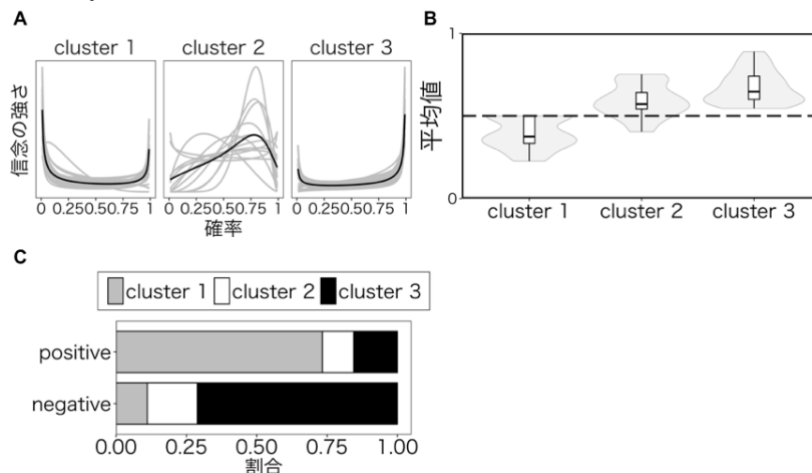 A
cluster 1 cluster 2 cluster 3
信念の強さ
0 0.250.50.75 1 0 0.250.50.75 1 0 0.250.50.75 1
確率
B
1
平均値
0
cluster 1 cluster 2 cluster 3
C
cluster 1 cluster 2 cluster 3
positive
negative
0.00 0.25 0.50 0.75 1.00
割合